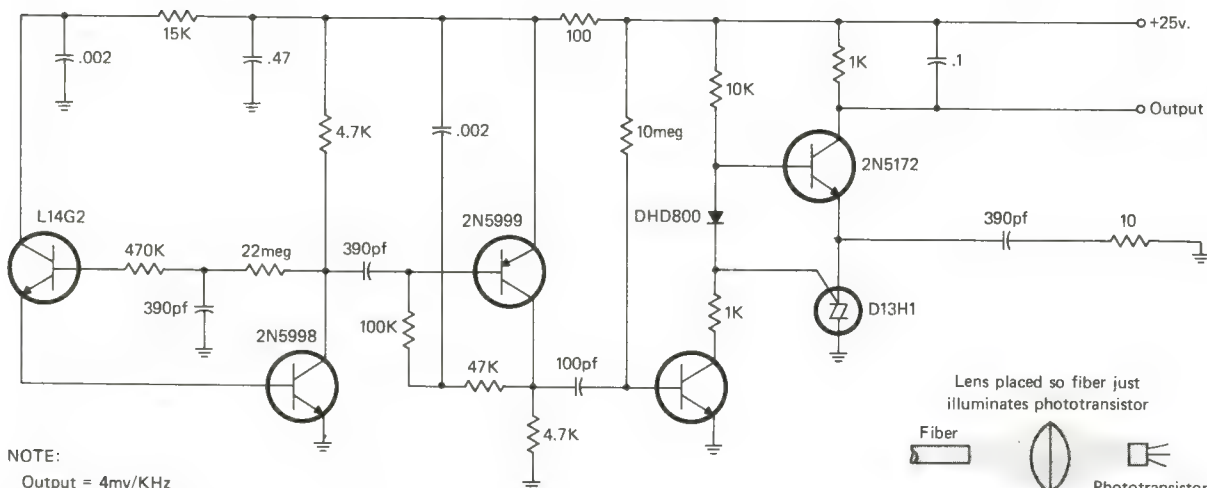 15K
100
+25v.
.002
.47
1K
.1
10K
4.7K
.002
10meg
Output
2N5172
L14G2
2N5999
DHD800
390pf
10
470K
22meg
390pf
390pf
D13H1
100K
1K
2N5998
47K
100pf
Lens placed so fiber just
illuminates phototransistor
4.7K
Fiber
NOTE:
Output = 4mv/KHz
Phototransistor